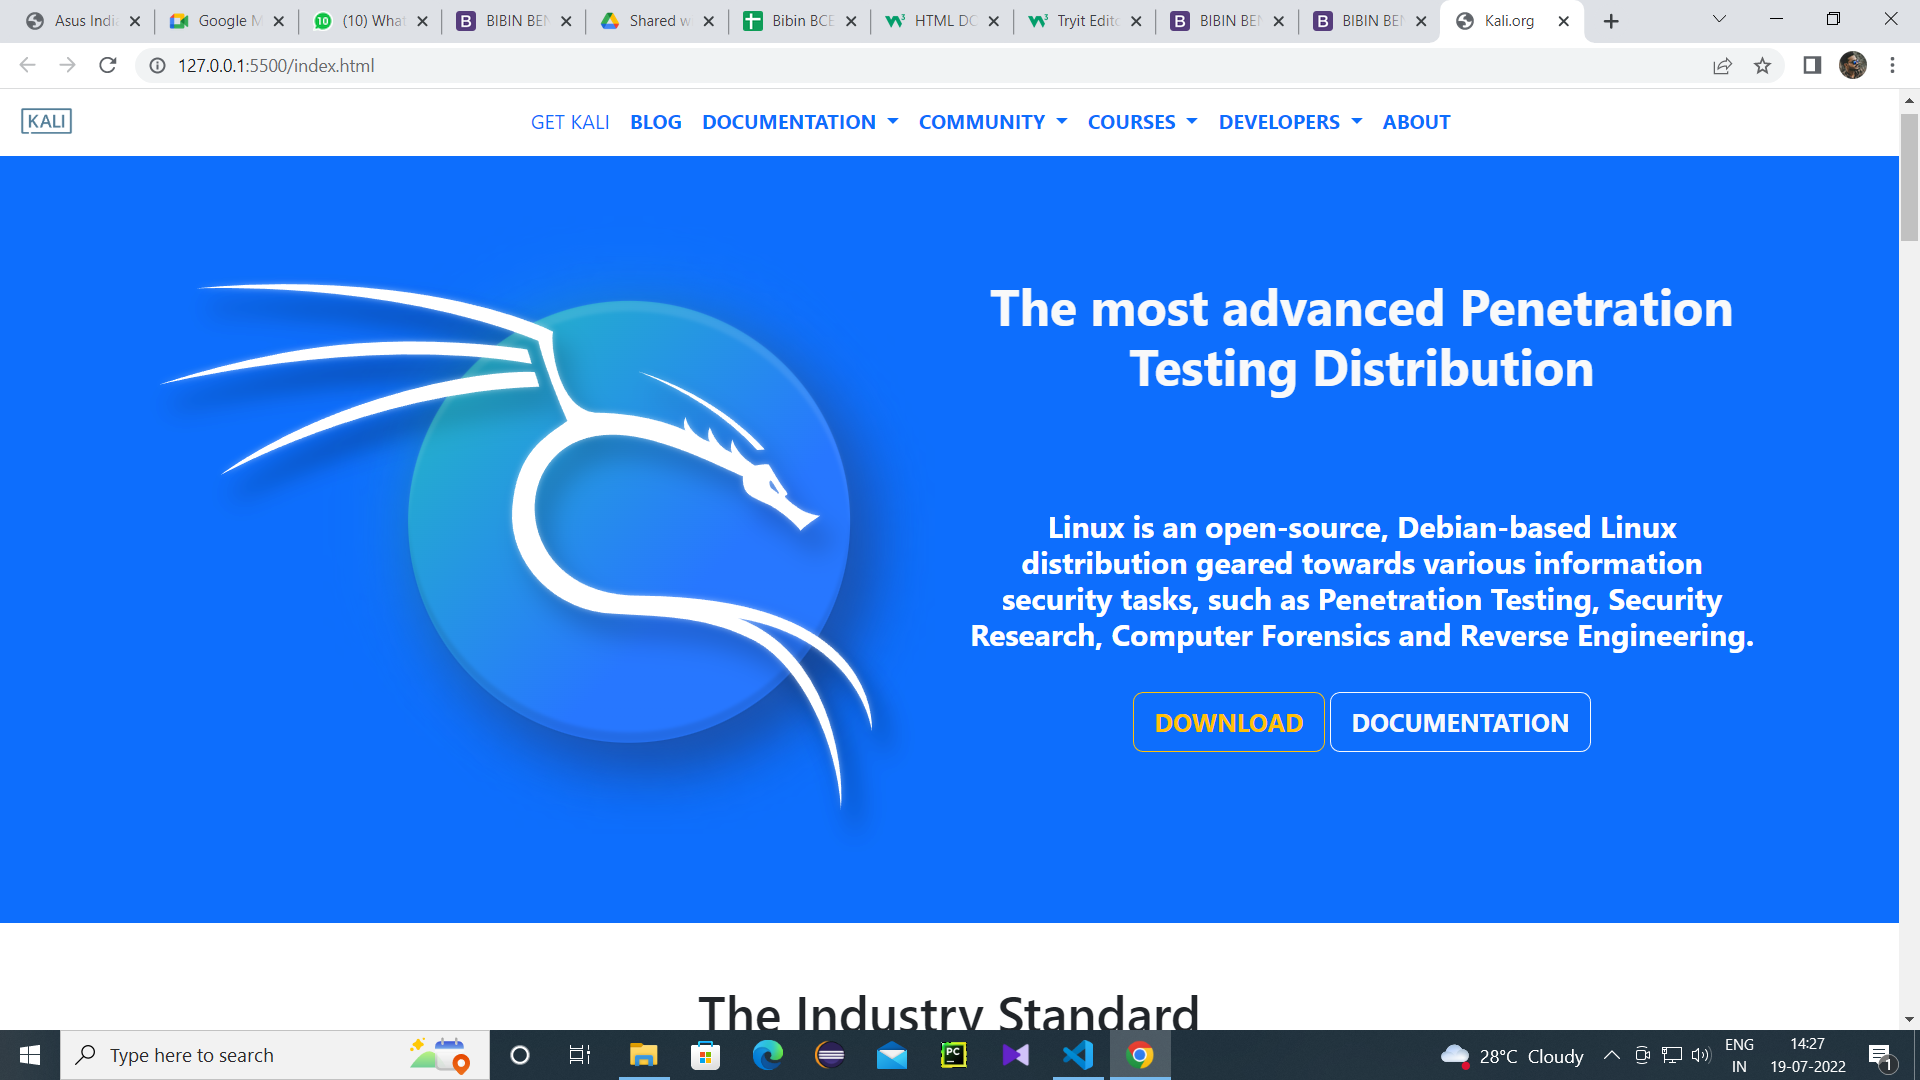 Asus Indi
Google M
(10) What
BIBIN BEN
Shared w
Bibin BCE
HTML DO
Tryit Edito
BIBIN BEN
BIBIN BEN
Kali.org
127.0.0.1:5500/index.html
KALI
GET KALI BLOG DOCUMENTATION COMMUNITY COURSES DEVELOPERS ABOUT
The most advanced Penetration
Testing Distribution
Linux is an open-source, Debian-based Linux
distribution geared towards various information
security tasks, such as Penetration Testing, Security
Research, Computer Forensics and Reverse Engineering.
DOWNLOAD DOCUMENTATION
The Industry Standard
Type here to search
PC
28°C Cloudy
ENG
IN
14:27
19-07-2022
1